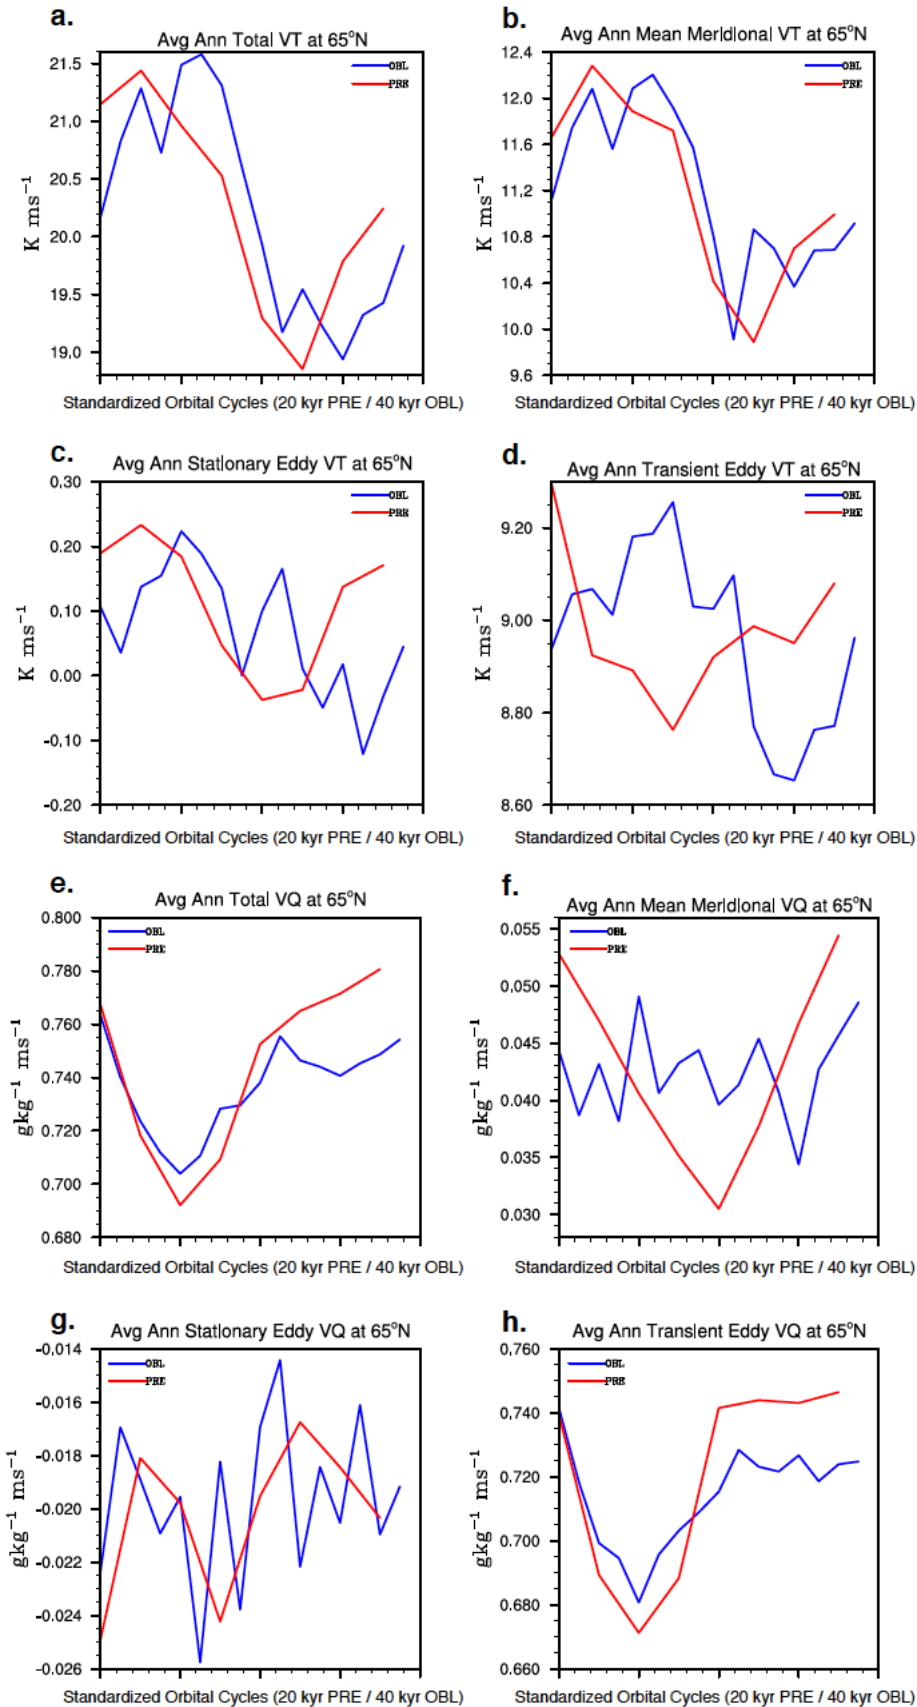 a.
Avg Ann Total VT at 65°N
OBL
PRE
21.5
21.0
20.5
20.0
19.5
19.0
K ms⁻¹
Standardized Orbital Cycles (20 kyr PRE / 40 kyr OBL)
b.
Avg Ann Mean Meridional VT at 65°N
OBL
PRE
12.4
12.0
11.6
11.2
10.8
10.4
10.0
9.6
K ms⁻¹
Standardized Orbital Cycles (20 kyr PRE / 40 kyr OBL)
c.
Avg Ann Stationary Eddy VT at 65°N
OBL
PRE
0.30
0.20
0.10
0.00
-0.10
-0.20
K ms⁻¹
Standardized Orbital Cycles (20 kyr PRE / 40 kyr OBL)
d.
Avg Ann Transient Eddy VT at 65°N
OBL
PRE
9.20
9.00
8.80
8.60
K ms⁻¹
Standardized Orbital Cycles (20 kyr PRE / 40 kyr OBL)
e.
Avg Ann Total VQ at 65°N
OBL
PRE
0.800
0.780
0.760
0.740
0.720
0.700
0.680
gkg⁻¹ ms⁻¹
Standardized Orbital Cycles (20 kyr PRE / 40 kyr OBL)
f.
Avg Ann Mean Meridional VQ at 65°N
OBL
PRE
0.055
0.050
0.045
0.040
0.035
0.030
gkg⁻¹ ms⁻¹
Standardized Orbital Cycles (20 kyr PRE / 40 kyr OBL)
g.
Avg Ann Stationary Eddy VQ at 65°N
OBL
PRE
-0.014
-0.016
-0.018
-0.020
-0.022
-0.024
-0.026
gkg⁻¹ ms⁻¹
Standardized Orbital Cycles (20 kyr PRE / 40 kyr OBL)
h.
Avg Ann Transient Eddy VQ at 65°N
OBL
PRE
0.760
0.740
0.720
0.700
0.680
0.660
gkg⁻¹ ms⁻¹
Standardized Orbital Cycles (20 kyr PRE / 40 kyr OBL)